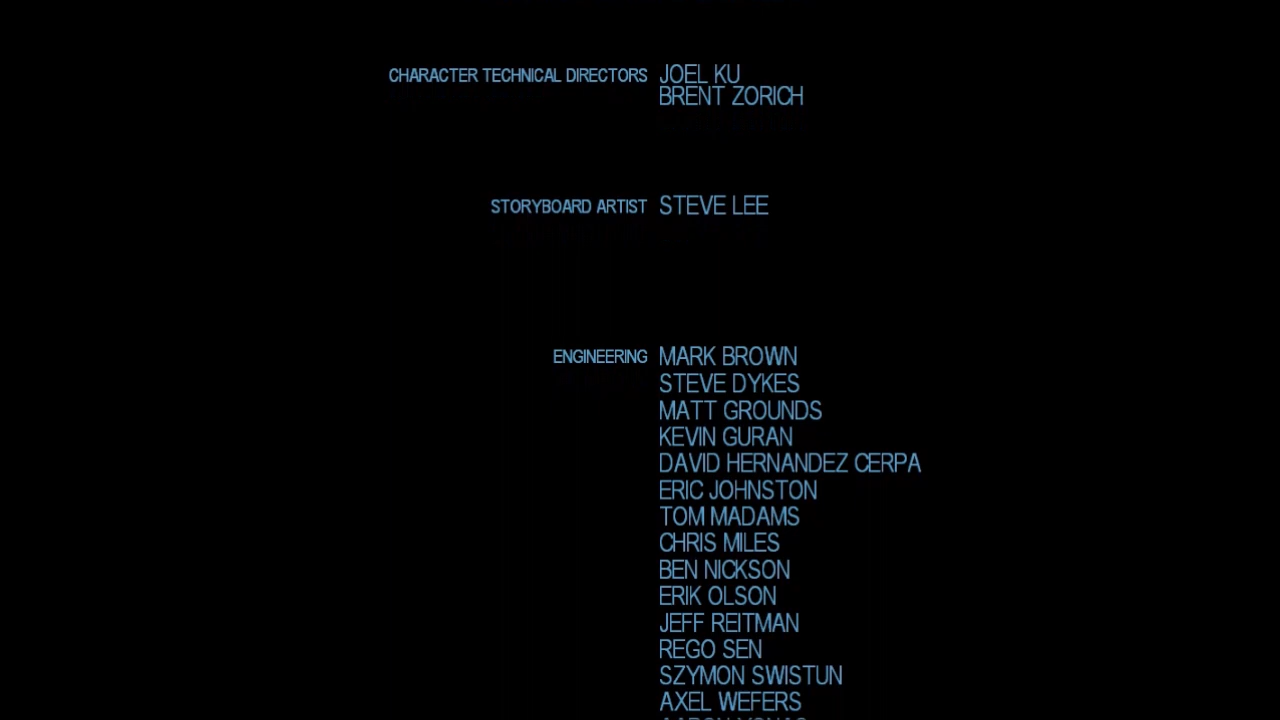 CHARACTER TECHNICAL DIRECTORS JOEL KU
BRENT ZORICH
STORYBOARD ARTIST STEVE LEE
ENGINEERING MARK BROWN
STEVE DYKES
MATT GROUNDS
KEVIN GURAN
DAVID HERNANDEZ CERPA
ERIC JOHNSTON
TOM MADAMS
CHRIS MILES
BEN NICKSON
ERIK OLSON
JEFF REITMAN
REGO SEN
SZYMON SWISTUN
AXEL WEFERS